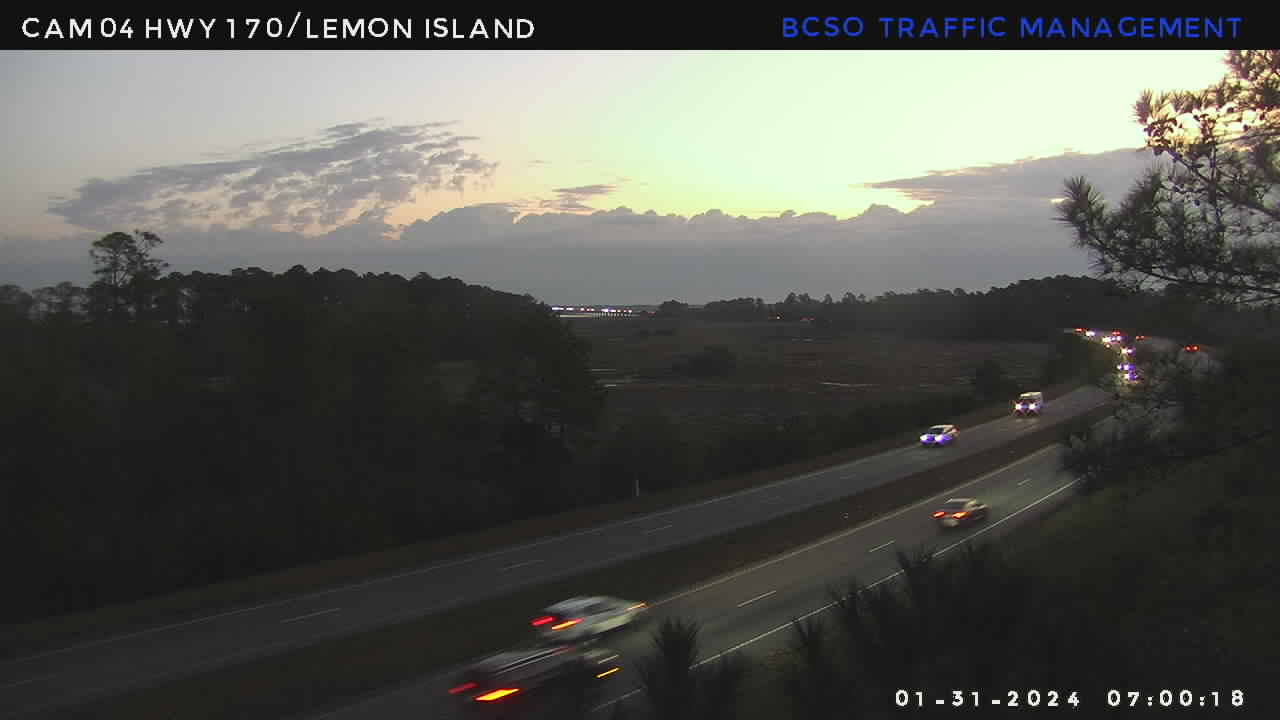 CAM04 HWY170/LEMON ISLAND BCSO TRAFFIC MANAGEMENT
01-31-2024 07:00:18